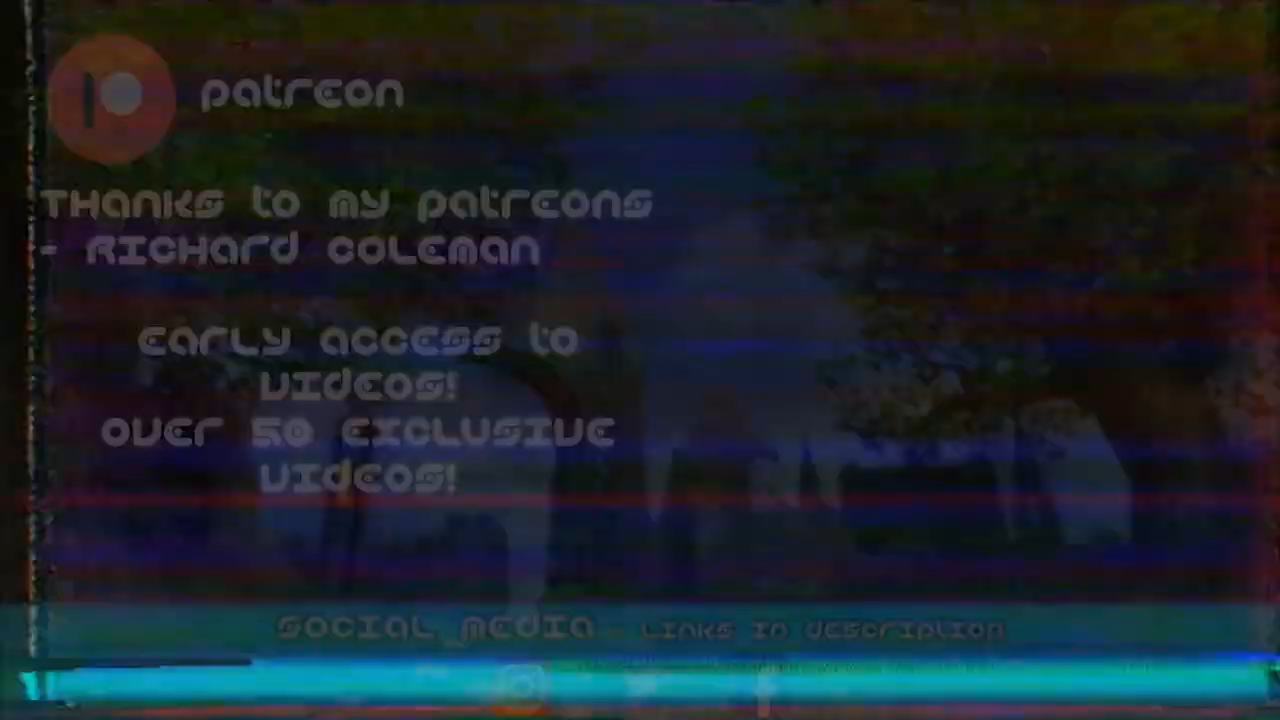 patreon
THANKS to my patreons
- RICHARD COLEMAN
EARLY ACCESS to
VIDEOS!
OVER 50 EXCLUSIVE
VIDEOS!
SOCIAL MEDIA - LINKS IN DESCRIPTION